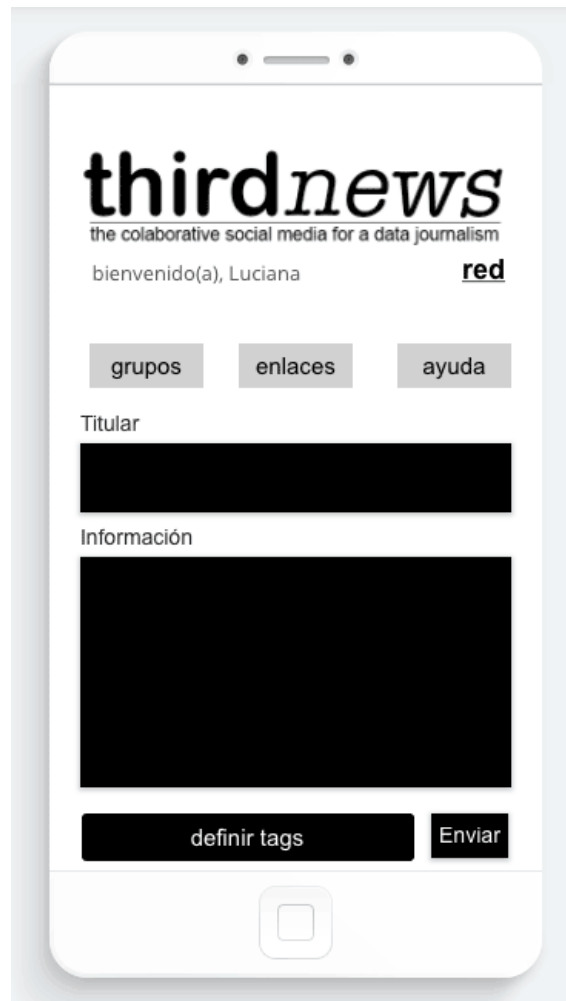 thirdnews
the colaborative social media for a data journalism
bienvenido(a), Luciana
red
grupos
enlaces
ayuda
Titular
Información
definir tags
Enviar